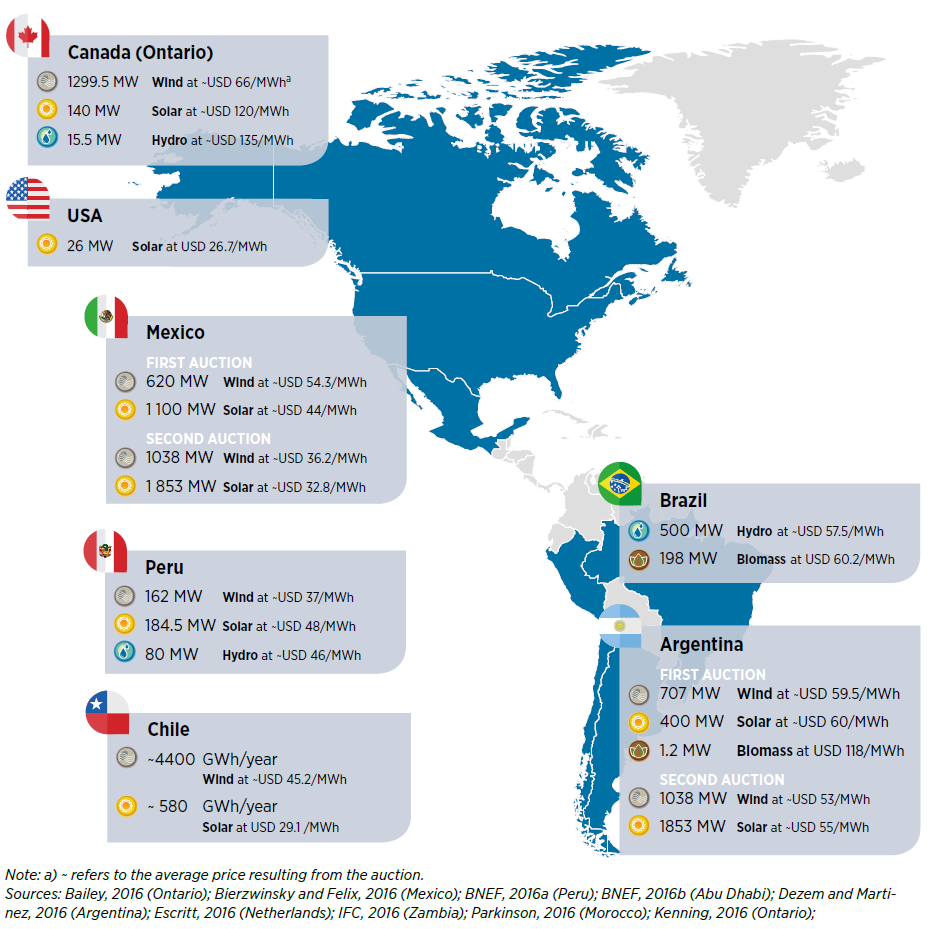 Canada (Ontario)
1299.5 MW Wind at ~USD 66/MWhª
140 MW Solar at ~USD 120/MWh
15.5 MW Hydro at ~USD 135/MWh
USA
26 MW Solar at USD 26.7/MWh
Mexico
FIRST AUCTION
620 MW Wind at ~USD 54.3/MWh
1 100 MW Solar at ~USD 44/MWh
SECOND AUCTION
1038 MW Wind at ~USD 36.2/MWh
1 853 MW Solar at ~USD 32.8/MWh
Peru
162 MW Wind at ~USD 37/MWh
184.5 MW Solar at ~USD 48/MWh
80 MW Hydro at ~USD 46/MWh
Chile
~4400 GWh/year
Wind at ~USD 45.2/MWh
~ 580 GWh/year
Solar at USD 29.1 /MWh
Brazil
500 MW Hydro at ~USD 57.5/MWh
198 MW Biomass at USD 60.2/MWh
Argentina
FIRST AUCTION
707 MW Wind at ~USD 59.5/MWh
400 MW Solar at ~USD 60/MWh
1.2 MW Biomass at USD 118/MWh
SECOND AUCTION
1038 MW Wind at ~USD 53/MWh
1853 MW Solar at ~USD 55/MWh
Note: a) ~ refers to the average price resulting from the auction.
Sources: Bailey, 2016 (Ontario); Bierzwinsky and Felix, 2016 (Mexico); BNEF, 2016a (Peru); BNEF, 2016b (Abu Dhabi); Dezem and Marti-
nez, 2016 (Argentina); Escritt, 2016 (Netherlands); IFC, 2016 (Zambia); Parkinson, 2016 (Morocco); Kenning, 2016 (Ontario);